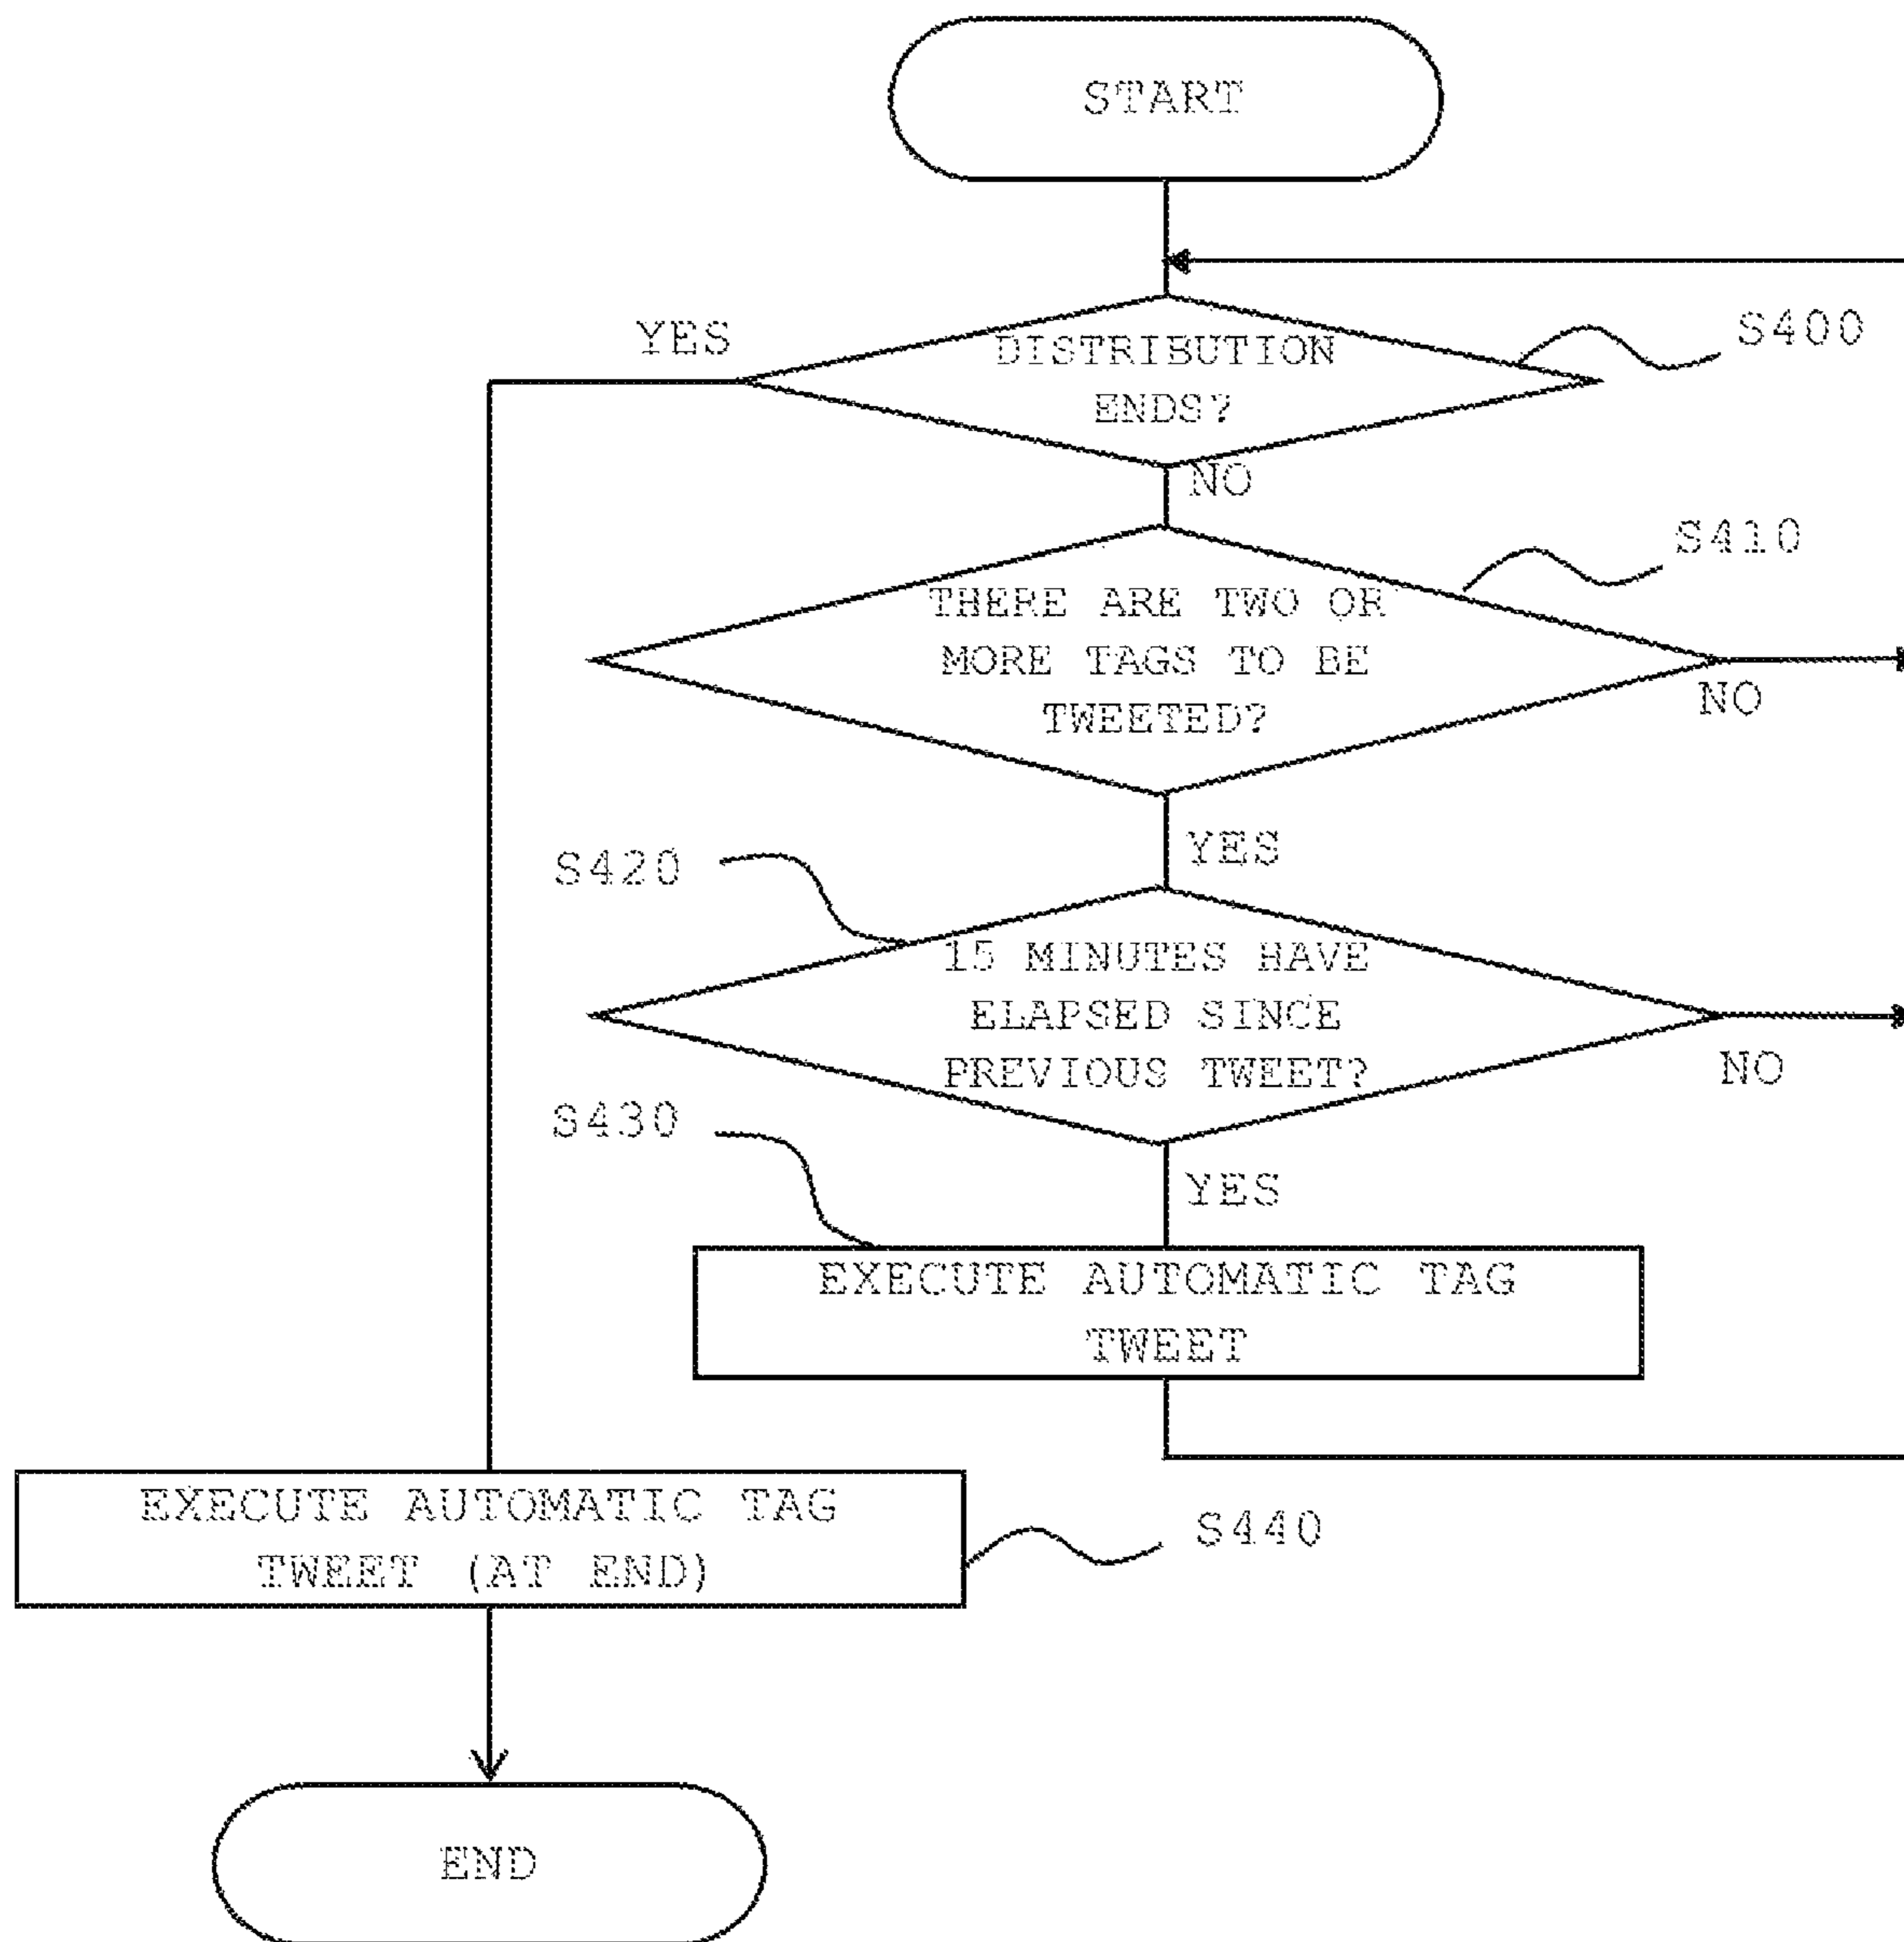 START
YES
DISTRIBUTION
ENDS?
S400
NO
S410
THERE ARE TWO OR
MORE TAGS TO BE
TWEETED?
NO
YES
S420
15 MINUTES HAVE
ELAPSED SINCE
PREVIOUS TWEET?
NO
S430
YES
EXECUTE AUTOMATIC TAG
TWEET
EXECUTE AUTOMATIC TAG
TWEET (AT END)
S440
END